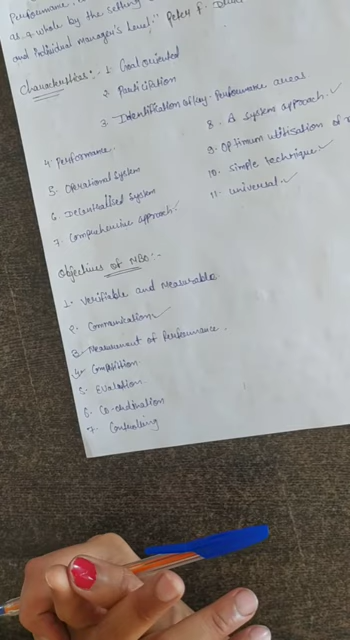 Performance.
as a whole by the setting
and individual manager's level." Peter F. Druc
Characteristics:- 1. Goal oriented
2. Participation
3. Identification of key Performance areas
4. Performance.
5. Operational system
6. Decentralised system
7. Comprehensive approach ✓
8. A system approach ✓
9. Optimum utilisation of
10. Simple technique ✓
11. universal ✓
Objectives of MBO:-
1. Verifiable and Measurable
2. Communication ✓
3. Measurement of Performance.
4. Competition
5. Evaluation
6. Co-ordination
7. Controlling